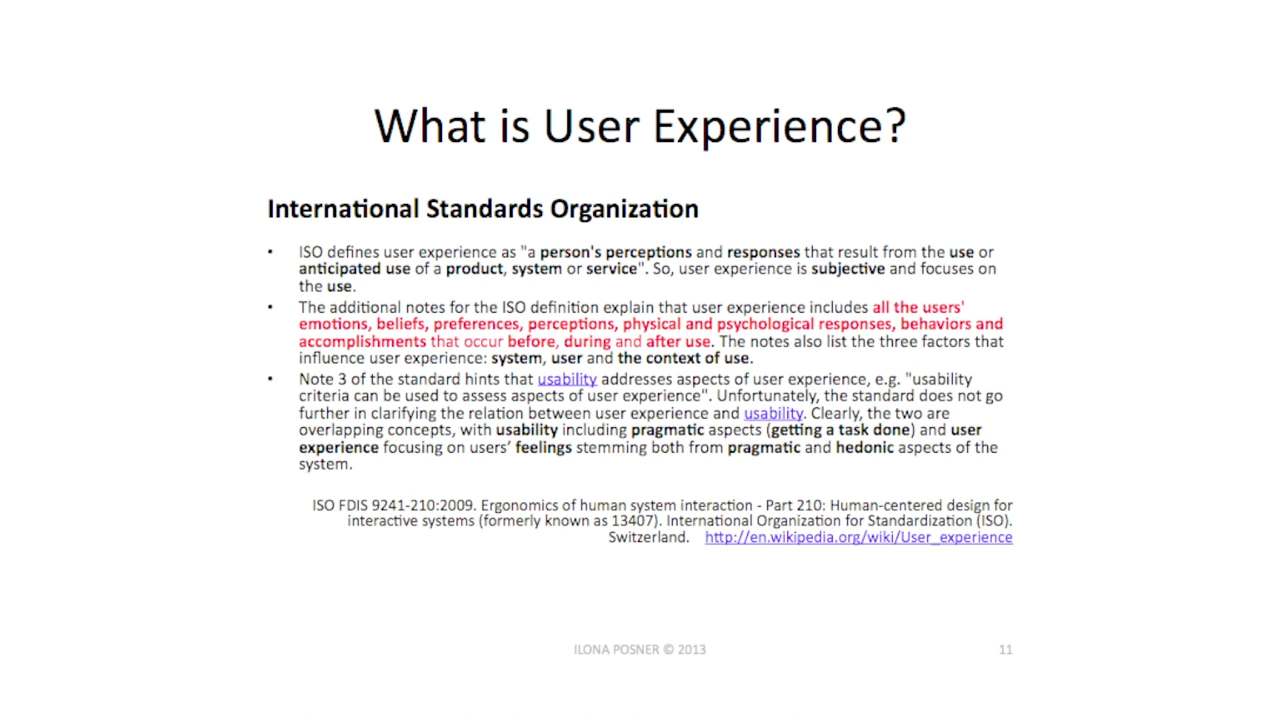 What is User Experience?
International Standards Organization
• ISO defines user experience as "a person's perceptions and responses that result from the use or
anticipated use of a product, system or service". So, user experience is subjective and focuses on
the use.
• The additional notes for the ISO definition explain that user experience includes all the users'
emotions, beliefs, preferences, perceptions, physical and psychological responses, behaviors and
accomplishments that occur before, during and after use. The notes also list the three factors that
influence user experience: system, user and the context of use.
• Note 3 of the standard hints that usability addresses aspects of user experience, e.g. "usability
criteria can be used to assess aspects of user experience". Unfortunately, the standard does not go
further in clarifying the relation between user experience and usability. Clearly, the two are
overlapping concepts, with usability including pragmatic aspects (getting a task done) and user
experience focusing on users’ feelings stemming both from pragmatic and hedonic aspects of the
system.
ISO FDIS 9241-210:2009. Ergonomics of human system interaction - Part 210: Human-centered design for
interactive systems (formerly known as 13407). International Organization for Standardization (ISO).
Switzerland. http://en.wikipedia.org/wiki/User_experience
ILONA POSNER © 2013
11